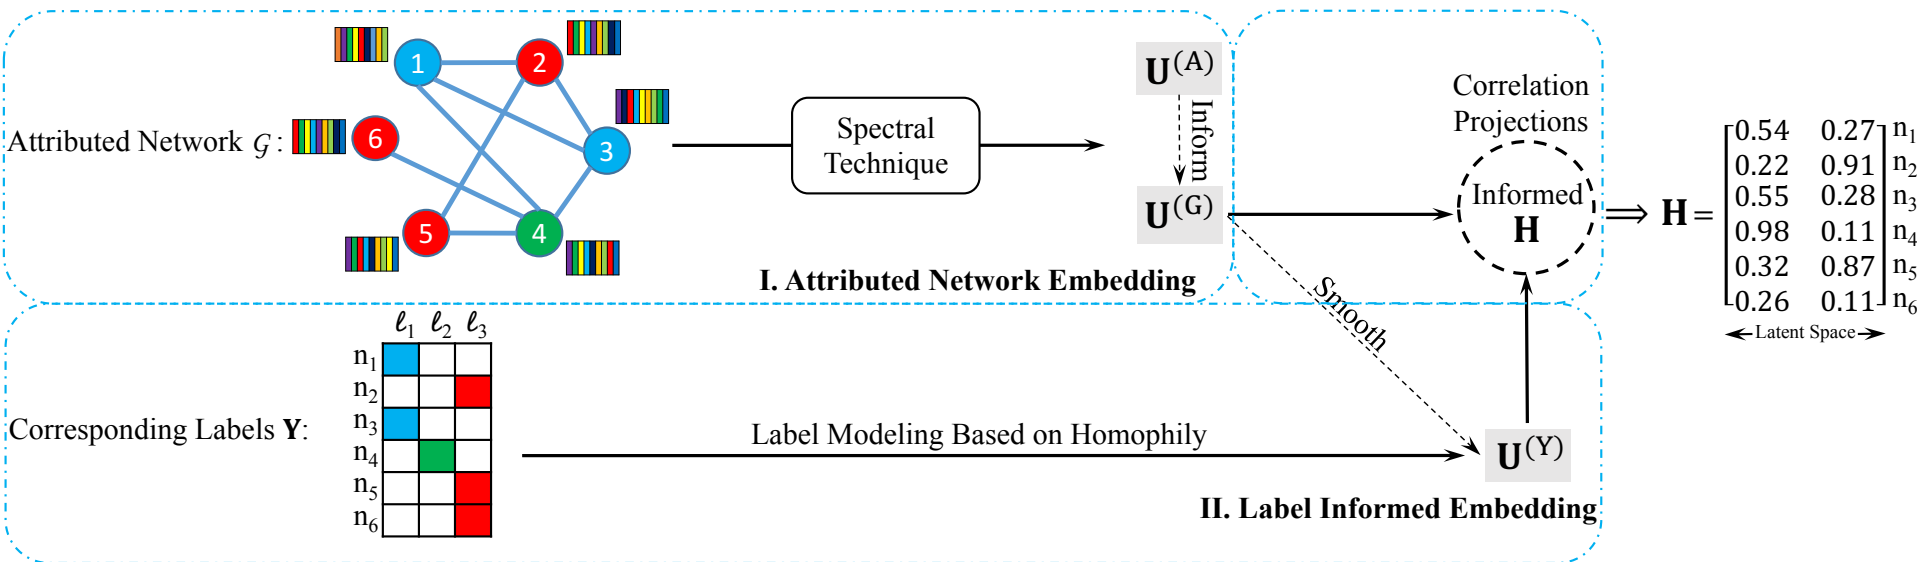 Attributed Network 𝒢 :
1
2
3
4
5
6
Spectral
Technique
U^(A)
Inform
U^(G)
I. Attributed Network Embedding
Correlation
Projections
Informed
H
H =
0.54 0.27 n₁
0.22 0.91 n₂
0.55 0.28 n₃
0.98 0.11 n₄
0.32 0.87 n₅
0.26 0.11 n₆
Latent Space
Smooth
Corresponding Labels Y:
ℓ₁ ℓ₂ ℓ₃
n₁
n₂
n₃
n₄
n₅
n₆
Label Modeling Based on Homophily
U^(Y)
II. Label Informed Embedding